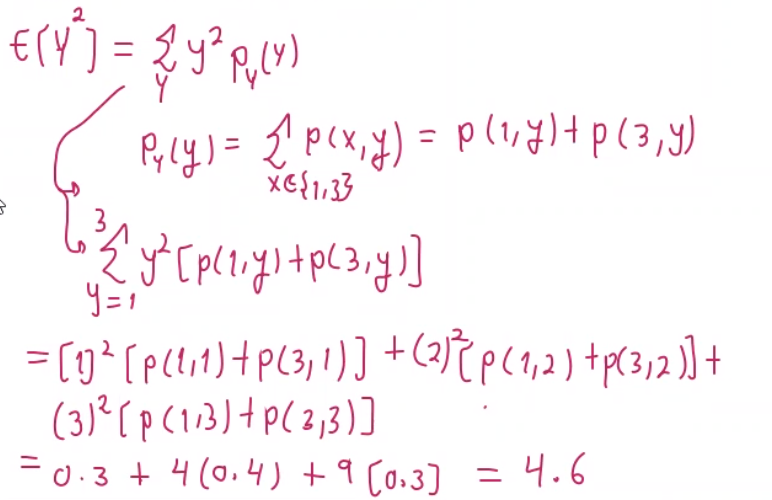 E[Y²] = Σ_y y² p_Y(y)
p_Y(y) = Σ_{x∈{1,3}} p(x,y) = p(1,y) + p(3,y)
Σ_{y=1}^{3} y² [p(1,y) + p(3,y)]
= [1]² [p(1,1) + p(3,1)] + (2)² [p(1,2) + p(3,2)] +
(3)² [p(1,3) + p(3,3)]
= 0.3 + 4(0.4) + 9[0.3] = 4.6